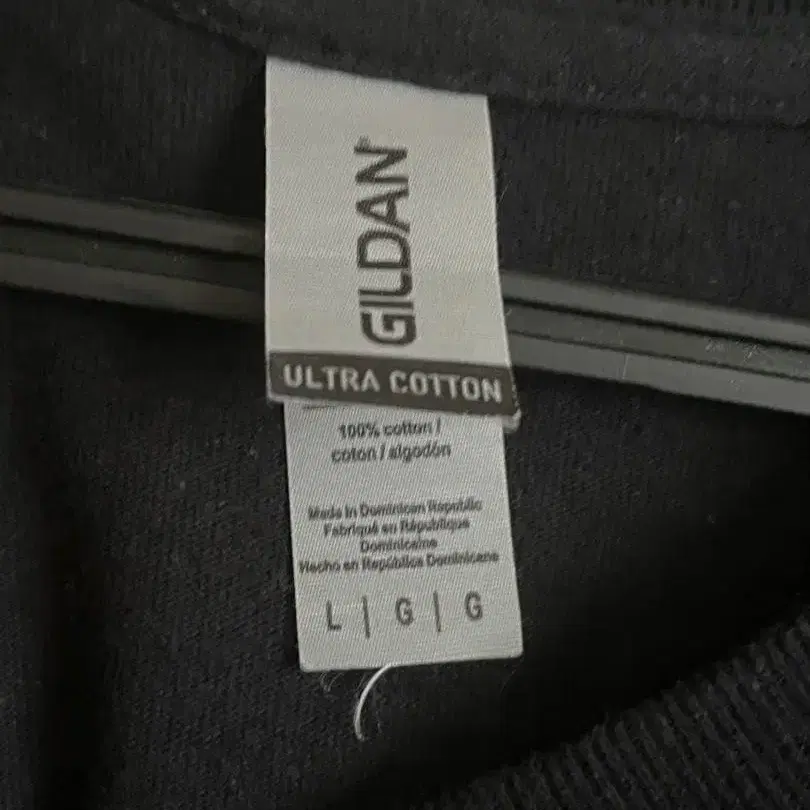 GILDAN®
ULTRA COTTON
100% cotton /
coton / algodón
Made in Dominican Republic
Fabriqué en République
Dominicaine
Hecho en República Dominicana
L | G | G